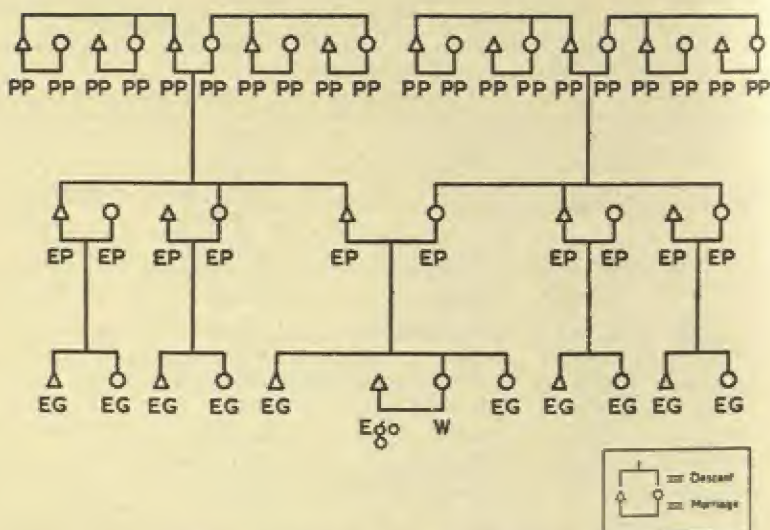 PP PP PP PP PP PP PP PP PP PP PP PP PP PP PP PP PP PP PP PP
EP EP EP EP EP EP EP EP EP EP
EG EG EG EG EG EG EG EG EG EG
Ego W
= Descent
= Marriage